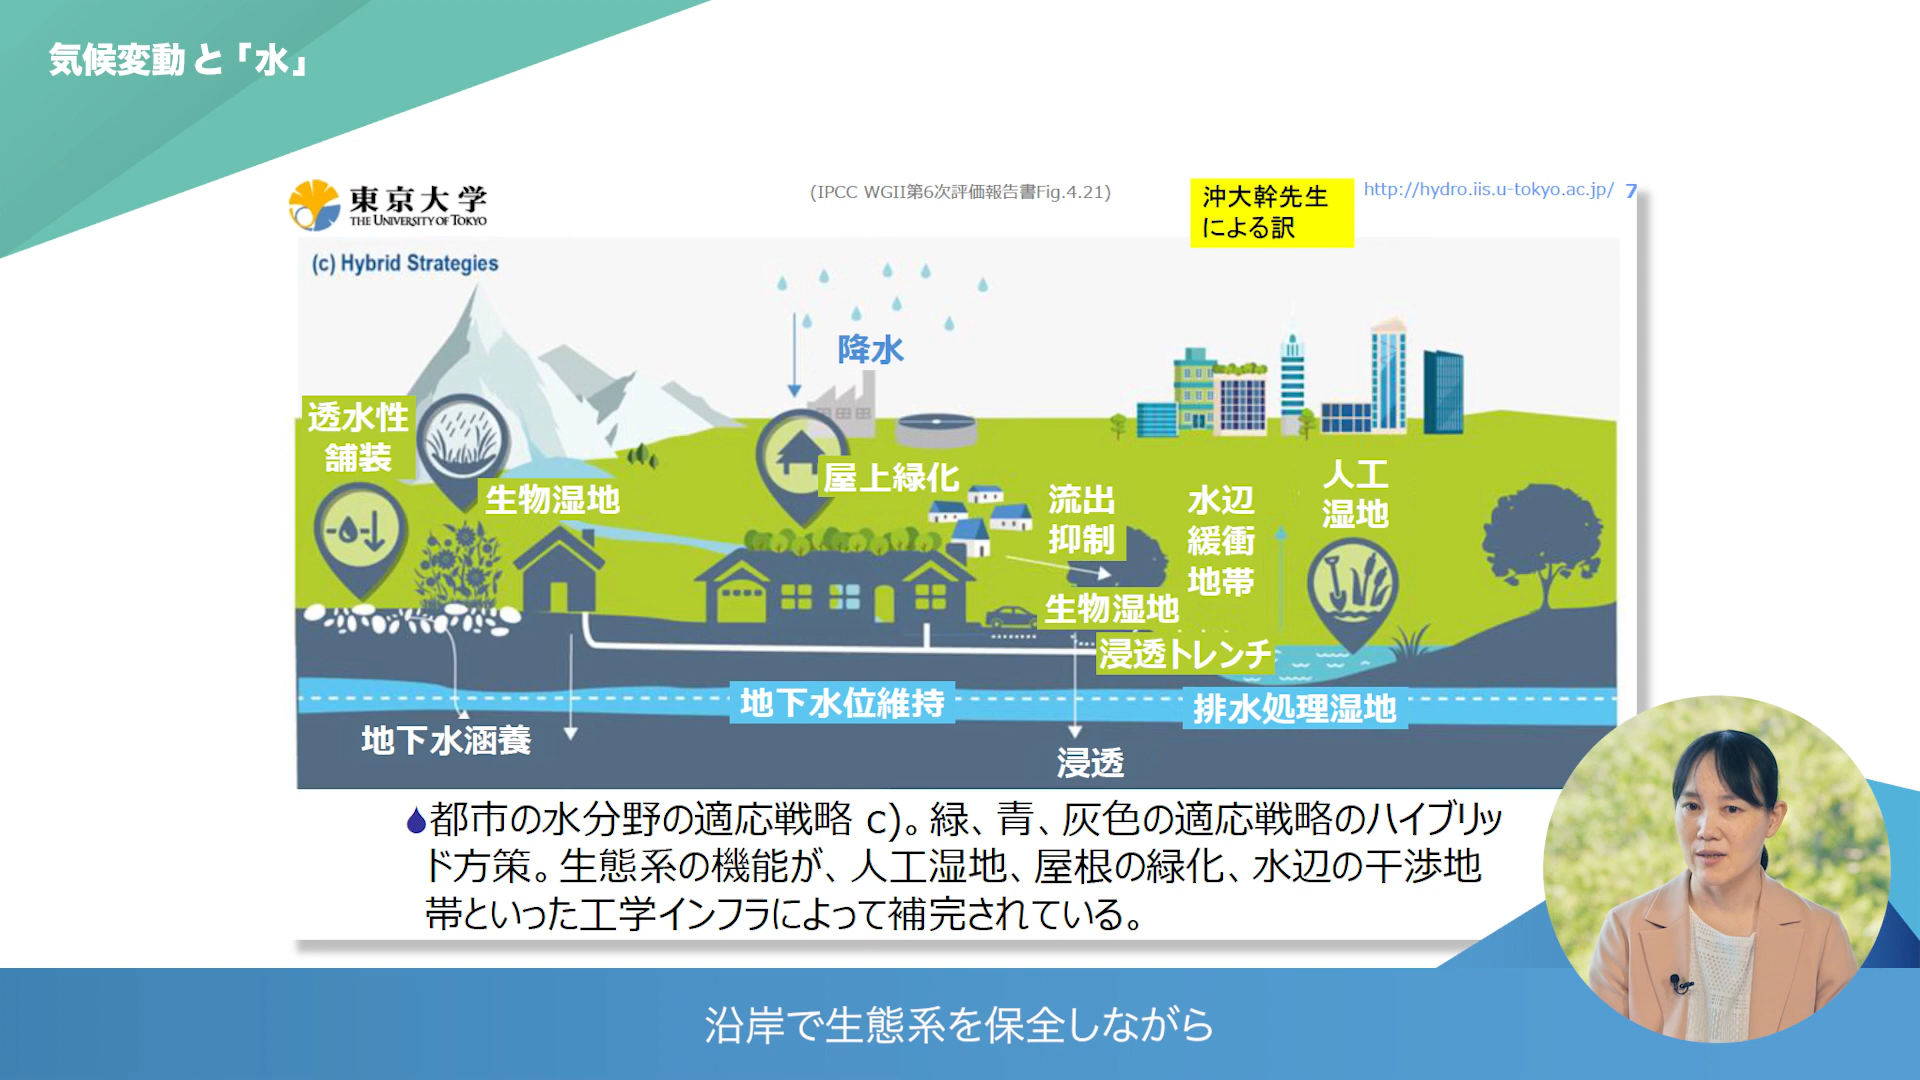 気候変動と「水」
東京大学
THE UNIVERSITY OF TOKYO
(IPCC WGII第6次評価報告書Fig.4.21)
沖大幹先生
による訳
http://hydro.iis.u-tokyo.ac.jp/ 7
(c) Hybrid Strategies
降水
透水性
舗装
生物湿地
屋上緑化
流出
抑制
水辺
緩衝
地帯
人工
湿地
生物湿地
浸透トレンチ
地下水位維持
排水処理湿地
地下水涵養
浸透
都市の水分野の適応戦略 c)。緑、青、灰色の適応戦略のハイブリッ
ド方策。生態系の機能が、人工湿地、屋根の緑化、水辺の干渉地
帯といった工学インフラによって補完されている。
沿岸で生態系を保全しながら